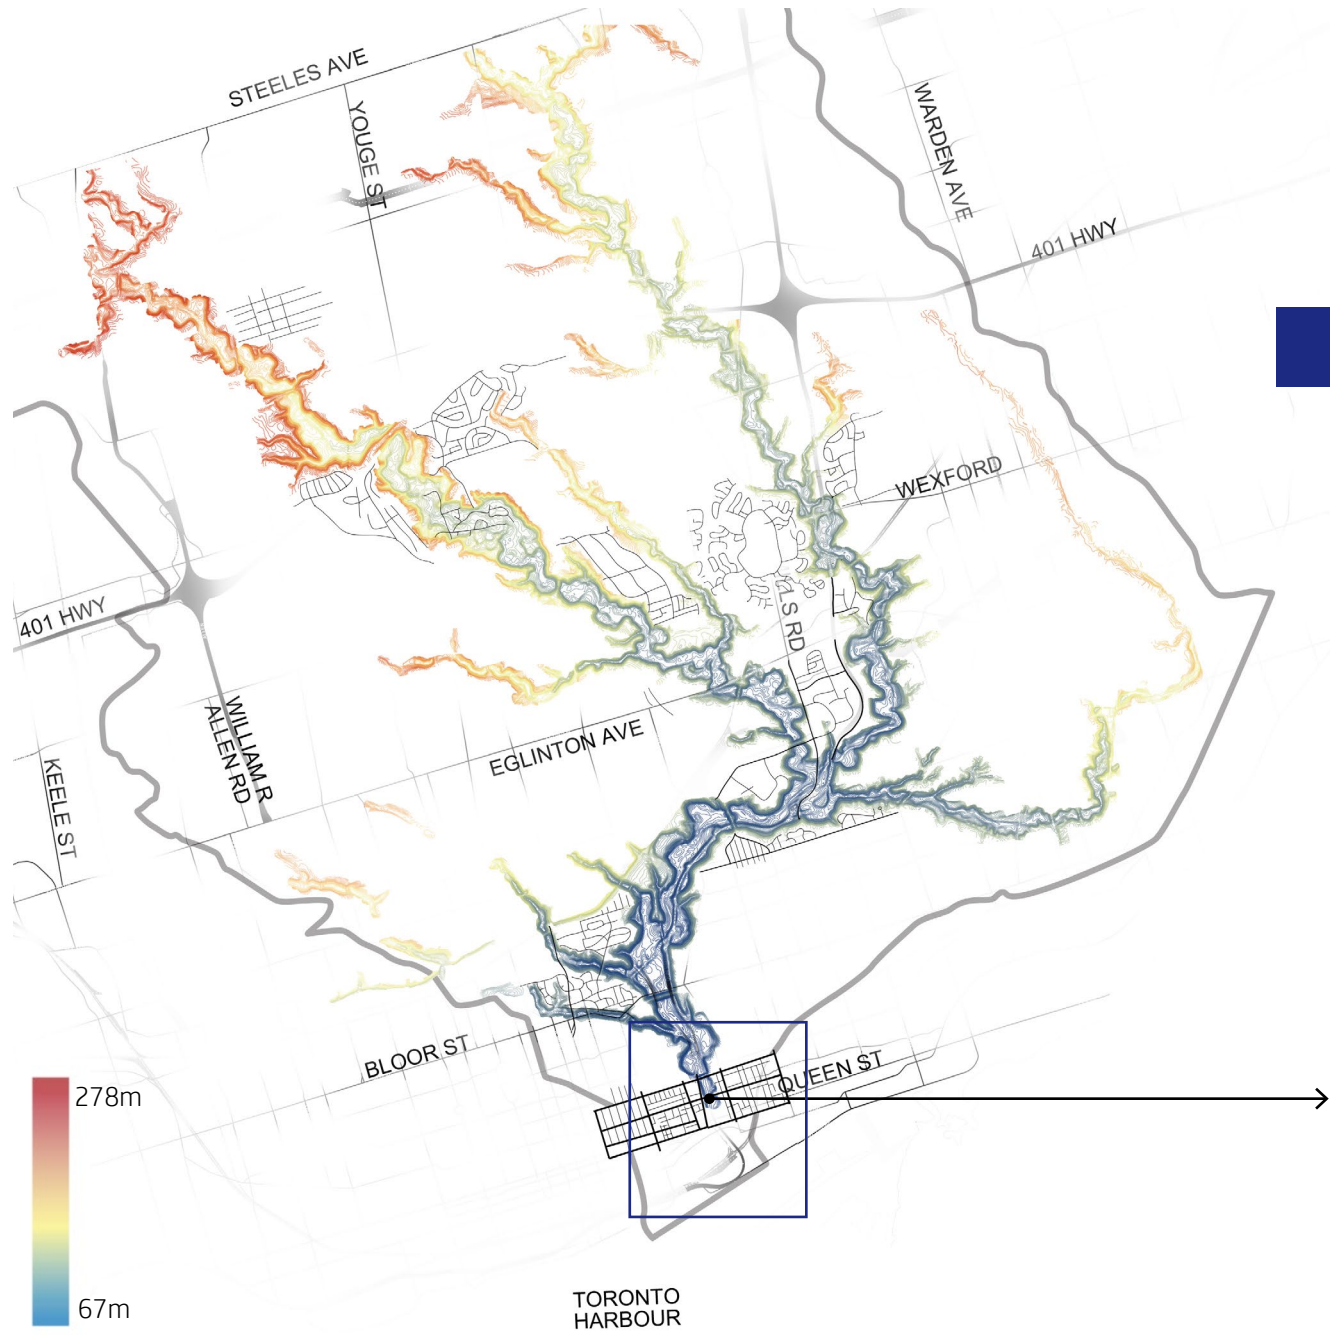 STEELES AVE
YOUGE ST
WARDEN AVE
401 HWY
WEXFORD
401 HWY
LS RD
WILLIAM R
ALLEN RD
EGLINTON AVE
KEELE ST
BLOOR ST
QUEEN ST
278m
67m
TORONTO
HARBOUR